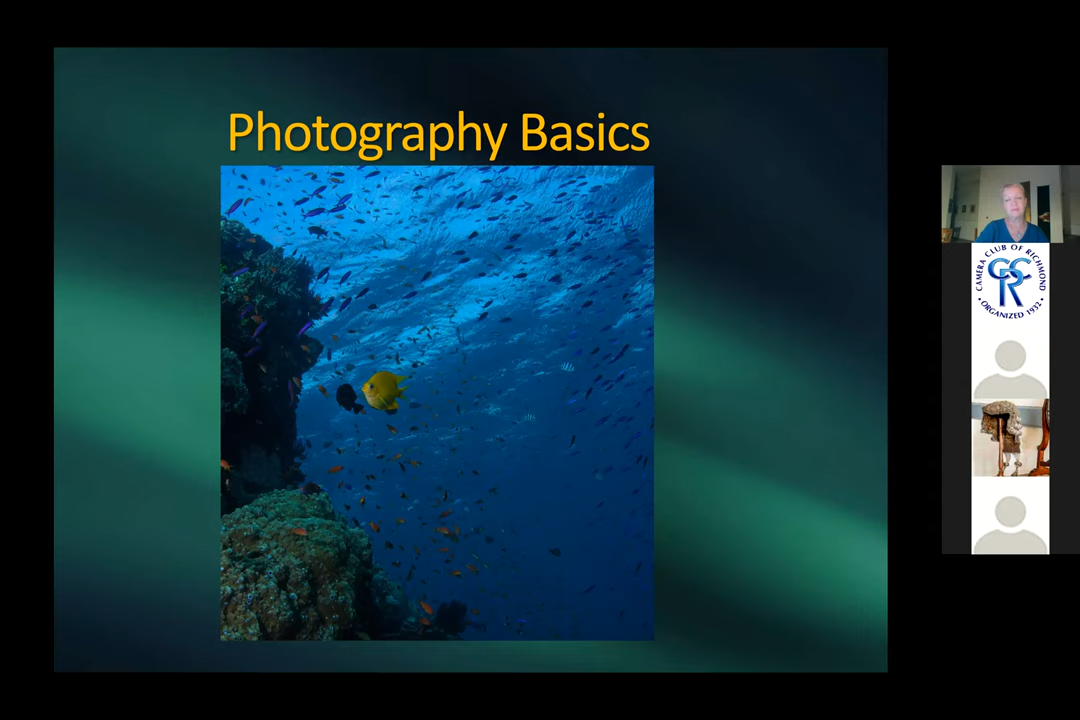 Photography Basics
CAMERA CLUB OF RICHMOND
CCR
• ORGANIZED 1932 •